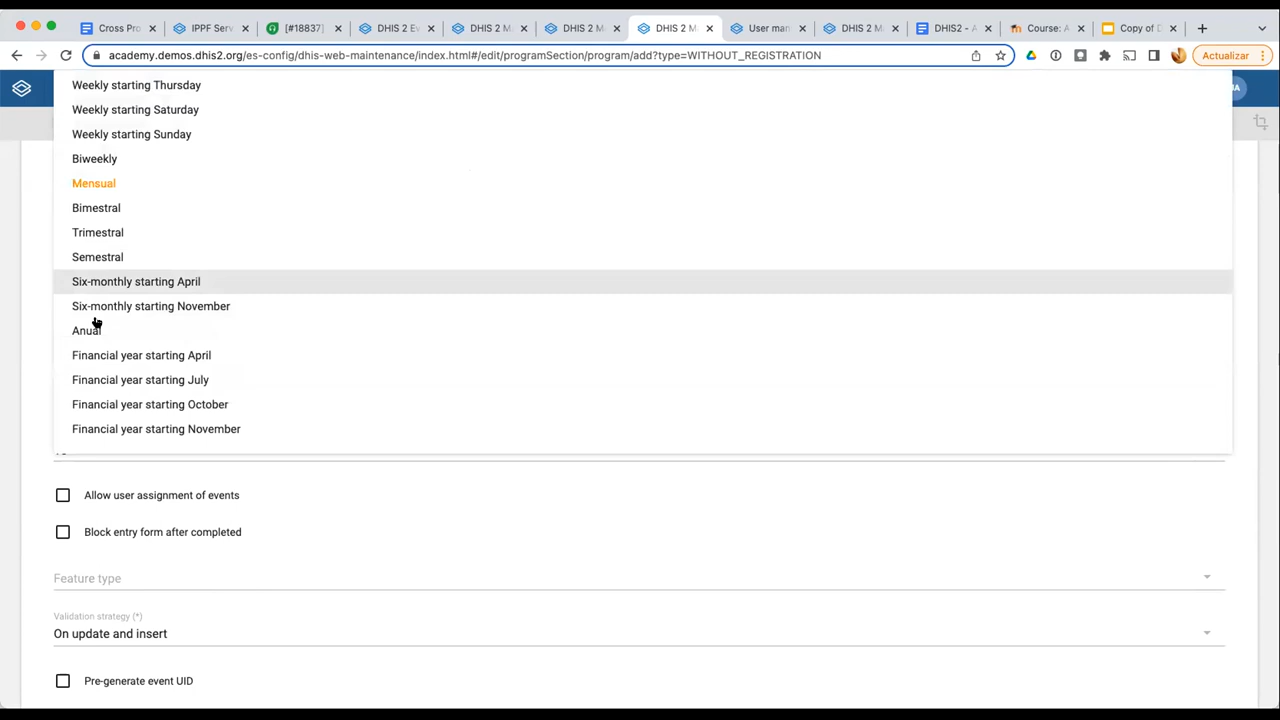 Cross Pro
IPPF Serv
[#18837]
DHIS 2 Ev
DHIS 2 M
DHIS 2 M
DHIS 2 M
User man
DHIS 2 M
DHIS2 - A
Course: A
Copy of D
academy.demos.dhis2.org/es-config/dhis-web-maintenance/index.html#/edit/programSection/program/add?type=WITHOUT_REGISTRATION
Actualizar
Weekly starting Thursday
Weekly starting Saturday
Weekly starting Sunday
Biweekly
Mensual
Bimestral
Trimestral
Semestral
Six-monthly starting April
Six-monthly starting November
Anual
Financial year starting April
Financial year starting July
Financial year starting October
Financial year starting November
Allow user assignment of events
Block entry form after completed
Feature type
Validation strategy (*)
On update and insert
Pre-generate event UID